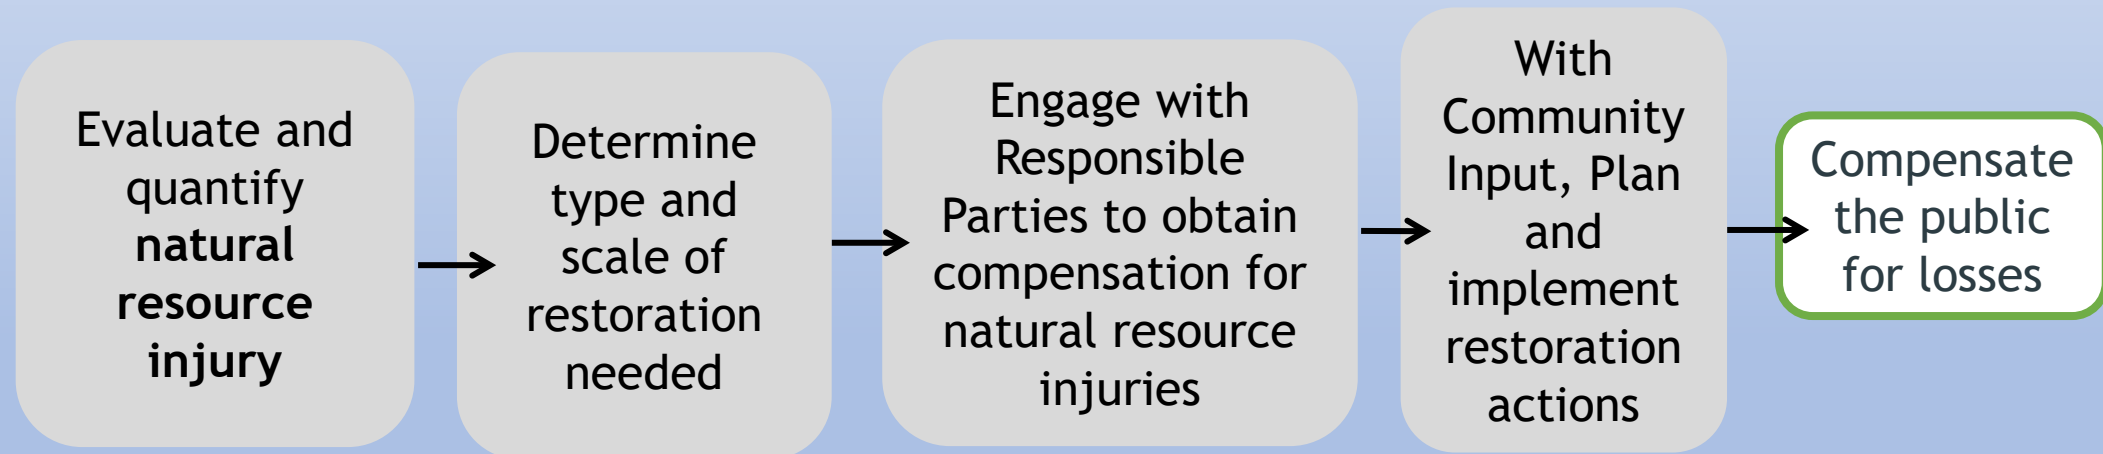 Evaluate and
quantify
natural
resource
injury
Determine
type and
scale of
restoration
needed
Engage with
Responsible
Parties to obtain
compensation for
natural resource
injuries
With
Community
Input, Plan
and
implement
restoration
actions
Compensate
the public
for losses